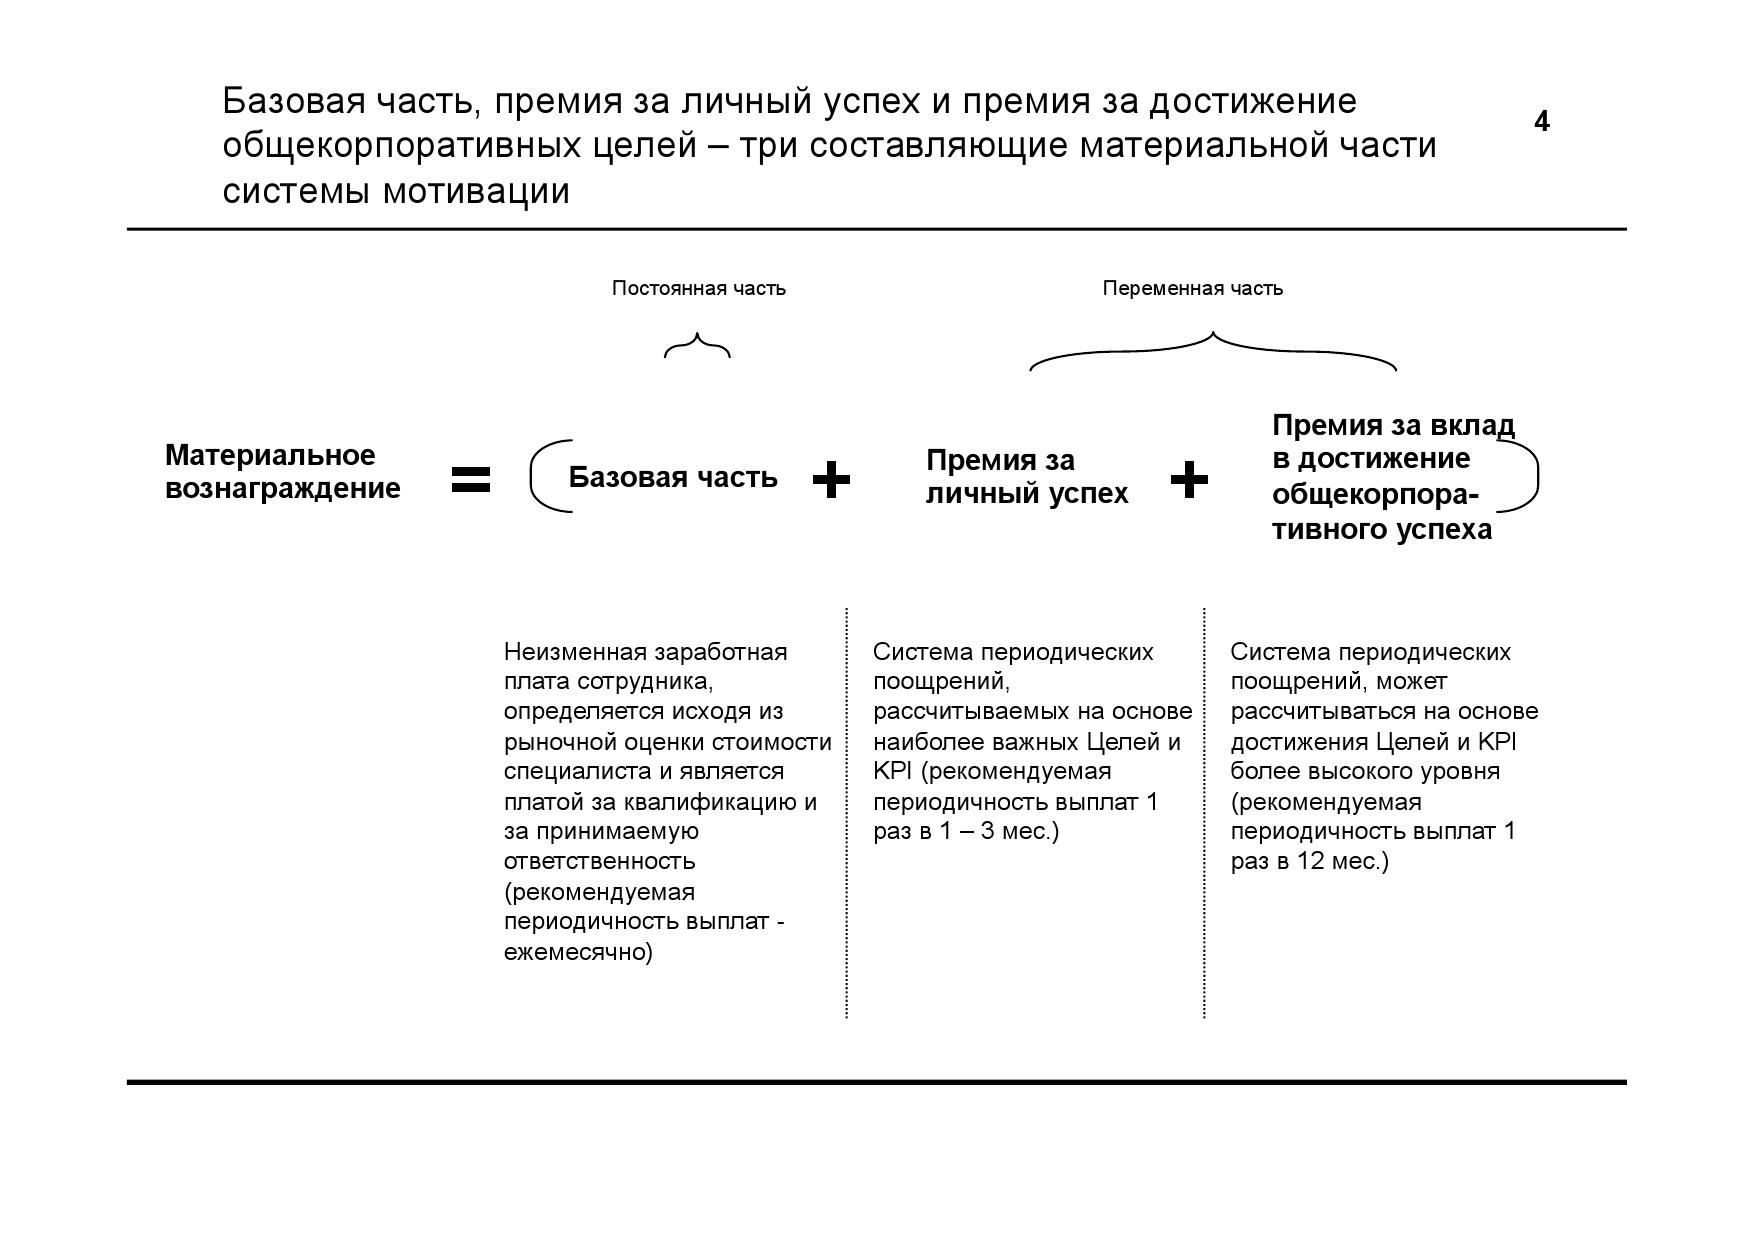 Базовая часть, премия за личный успех и премия за достижение
общекорпоративных целей – три составляющие материальной части
системы мотивации
4
Постоянная часть
Переменная часть
Материальное
вознаграждение
=
Базовая часть
+
Премия за
личный успех
+
Премия за вклад
в достижение
общекорпора-
тивного успеха
Неизменная заработная
плата сотрудника,
определяется исходя из
рыночной оценки стоимости
специалиста и является
платой за квалификацию и
за принимаемую
ответственность
(рекомендуемая
периодичность выплат -
ежемесячно)
Система периодических
поощрений,
рассчитываемых на основе
наиболее важных Целей и
KPI (рекомендуемая
периодичность выплат 1
раз в 1 – 3 мес.)
Система периодических
поощрений, может
рассчитываться на основе
достижения Целей и KPI
более высокого уровня
(рекомендуемая
периодичность выплат 1
раз в 12 мес.)